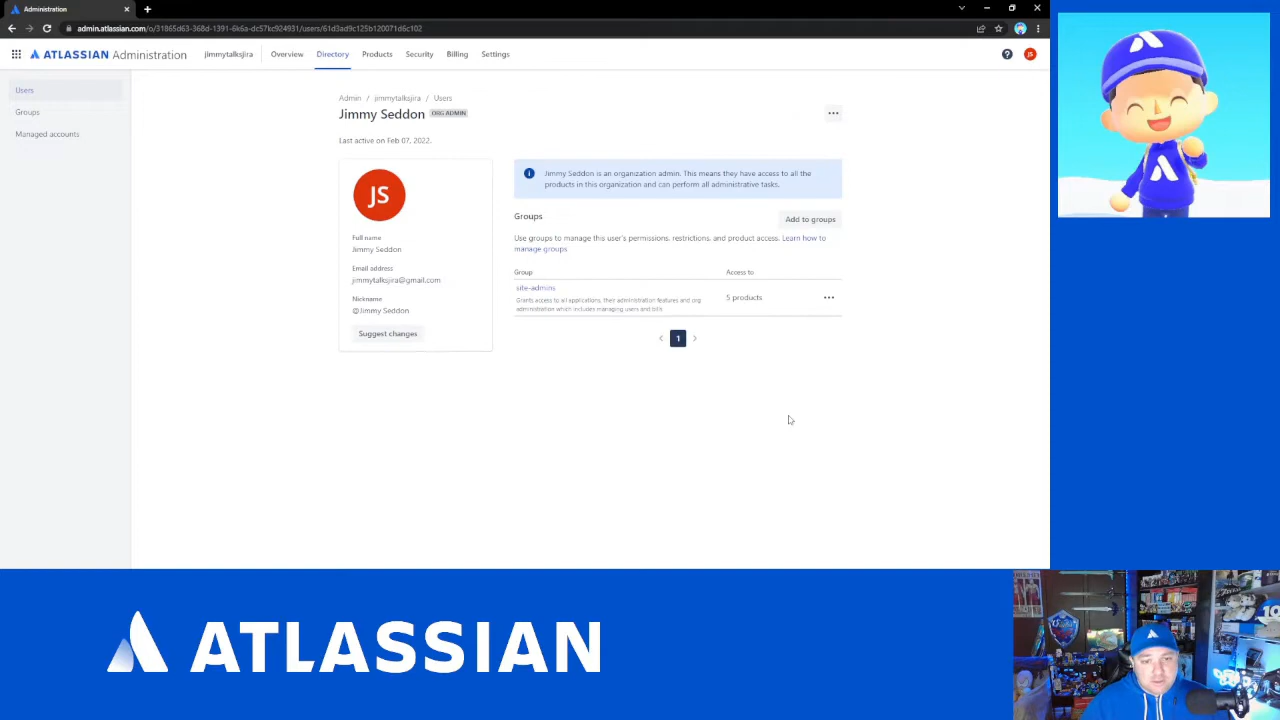 Administration
admin.atlassian.com/o/31865d63-368d-1391-6k6a-dc57kc924931/users/61d3ad9c125b120071d6c102
ATLASSIAN Administration
jimmytalksjira
Overview
Directory
Products
Security
Billing
Settings
JS
Users
Groups
Managed accounts
Admin / jimmytalksjira / Users
Jimmy Seddon ORG ADMIN
Last active on Feb 07, 2022.
JS
Full name
Jimmy Seddon
Email address
jimmytalksjira@gmail.com
Nickname
@Jimmy Seddon
Suggest changes
Jimmy Seddon is an organization admin. This means they have access to all the
products in this organization and can perform all administrative tasks.
Groups
Add to groups
Use groups to manage this user's permissions, restrictions, and product access. Learn how to
manage groups
Group
Access to
site-admins
Grants access to all applications, their administration features and org
administration which includes managing users and bills
5 products
1
ATLASSIAN